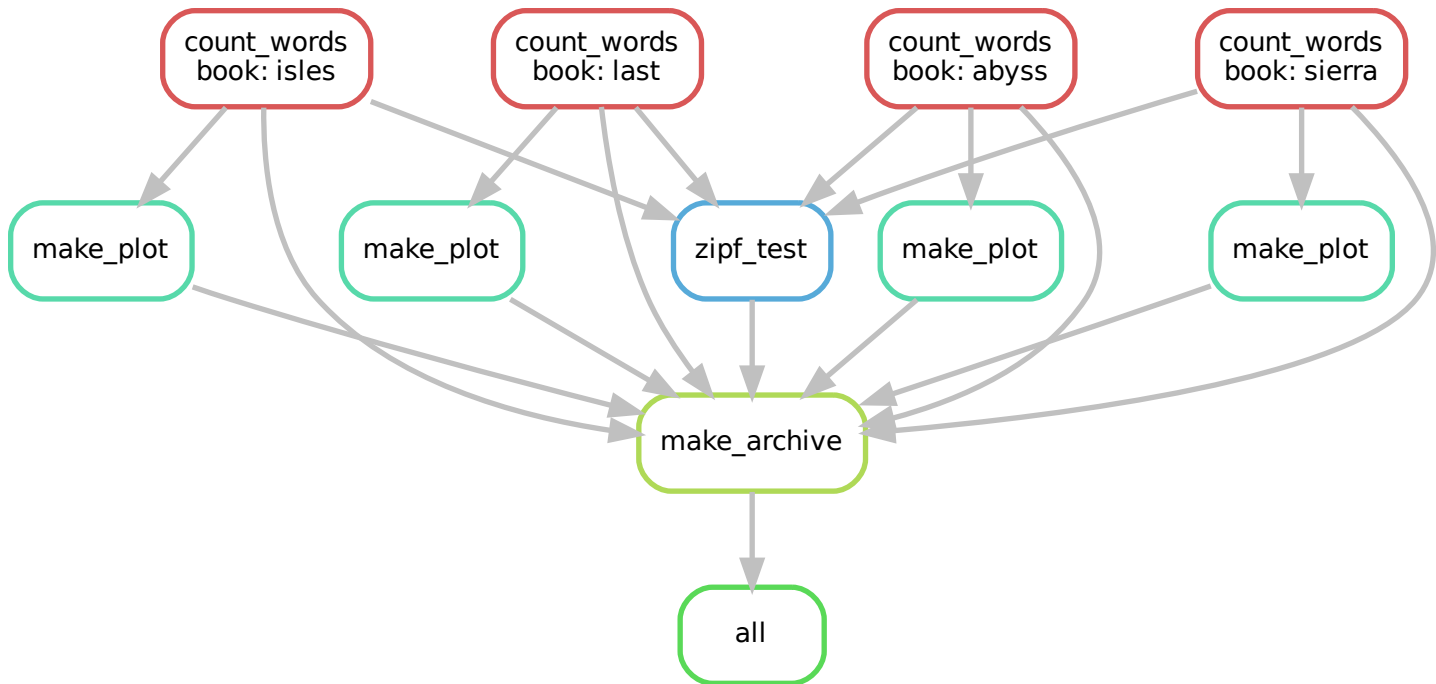 count_words
book: isles
count_words
book: last
count_words
book: abyss
count_words
book: sierra
make_plot
make_plot
zipf_test
make_plot
make_plot
make_archive
all